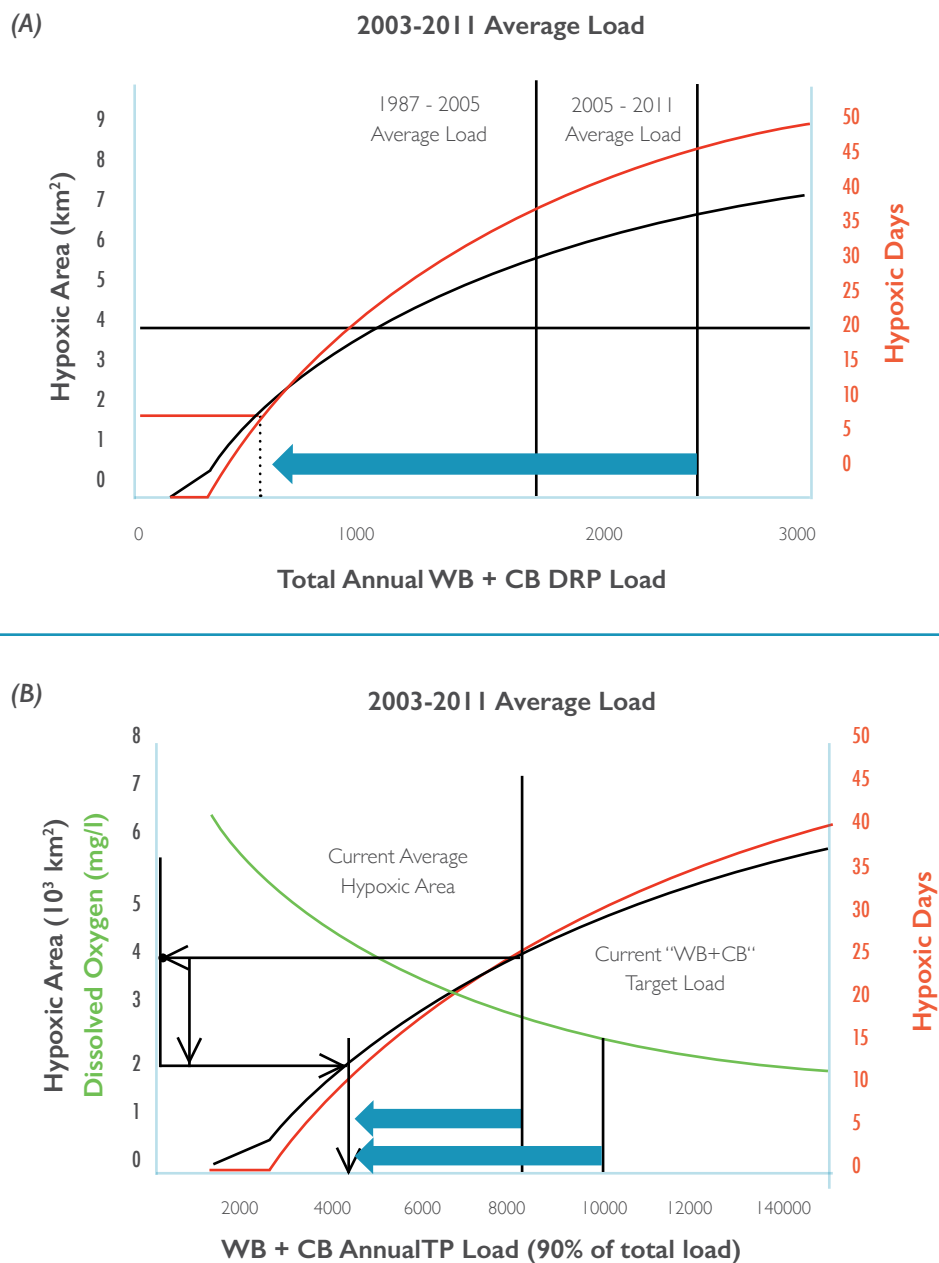 (A)
2003-2011 Average Load
1987 - 2005
Average Load
2005 - 2011
Average Load
Hypoxic Area (km²)
9
8
7
6
5
4
3
2
1
0
50
45
40
35
30
25
20
15
10
5
0
Hypoxic Days
0 1000 2000 3000
Total Annual WB + CB DRP Load
(B)
2003-2011 Average Load
Hypoxic Area (10³ km²)
Dissolved Oxygen (mg/l)
8
7
6
5
4
3
2
1
0
Current Average
Hypoxic Area
Current “WB+CB“
Target Load
50
45
40
35
30
25
20
15
10
5
0
Hypoxic Days
2000 4000 6000 8000 10000 12000 140000
WB + CB AnnualTP Load (90% of total load)